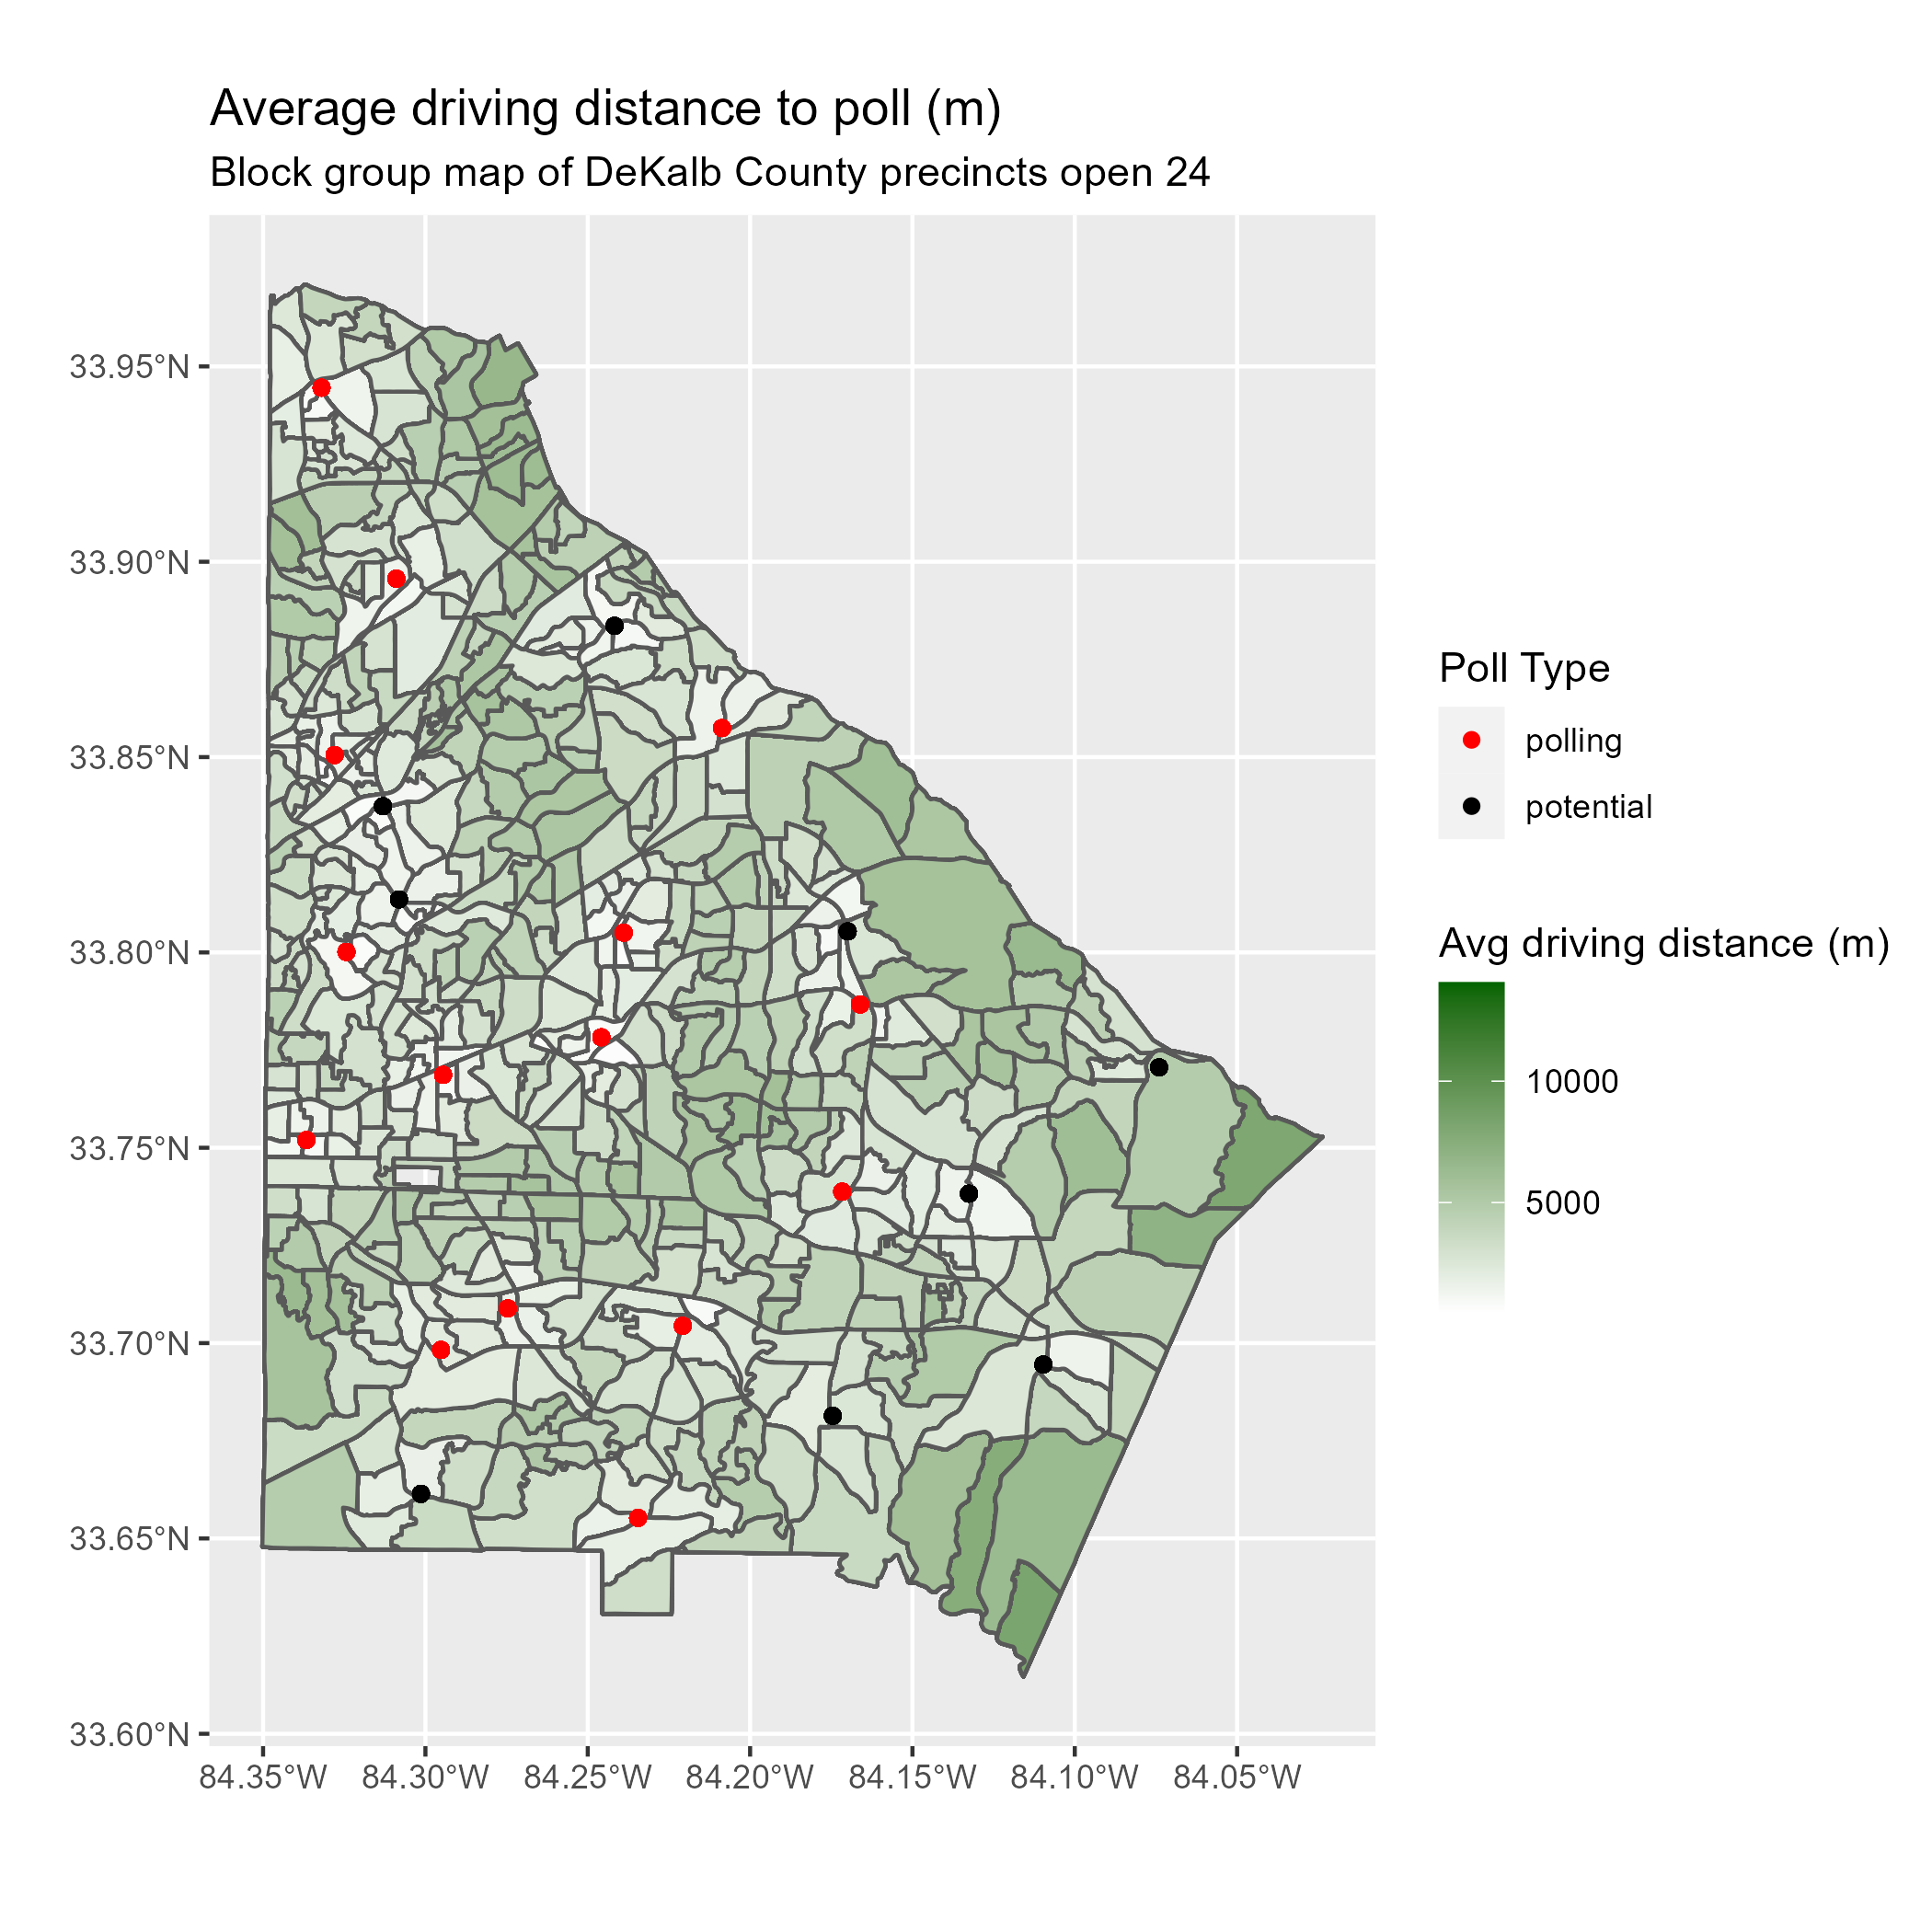 Average driving distance to poll (m)
Block group map of DeKalb County precincts open 24
33.95°N
33.90°N
33.85°N
33.80°N
33.75°N
33.70°N
33.65°N
33.60°N
84.35°W
84.30°W
84.25°W
84.20°W
84.15°W
84.10°W
84.05°W
Poll Type
polling
potential
Avg driving distance (m)
10000
5000